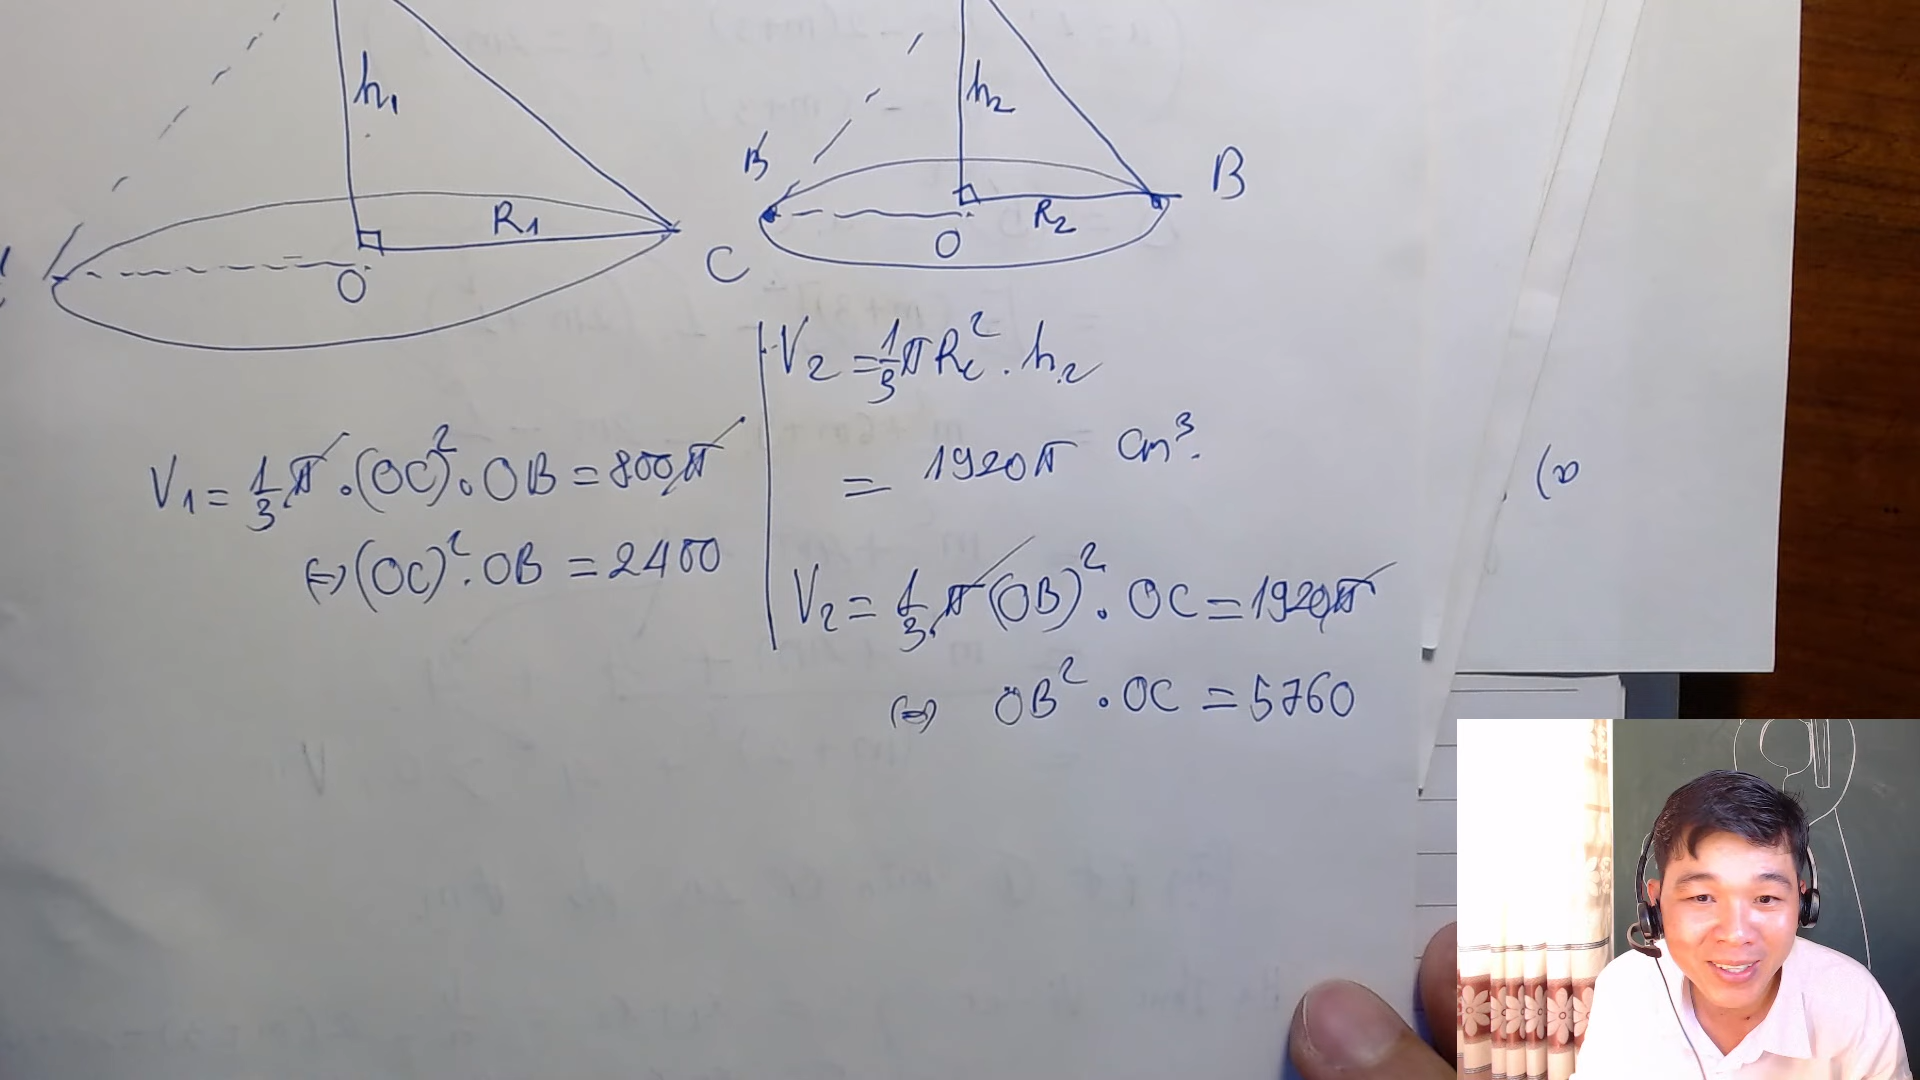 h₁
R₁
O
C
h₂
B'
B
R₂
O
V₁ = 1/3 π . (OC)² . OB = 800π
⇔ (OC)² . OB = 2400
V₂ = 1/3 π R₂² . h₂
= 1920π cm³.
V₂ = 1/3 . π (OB)² . OC = 1920π
⇔ OB² . OC = 5760